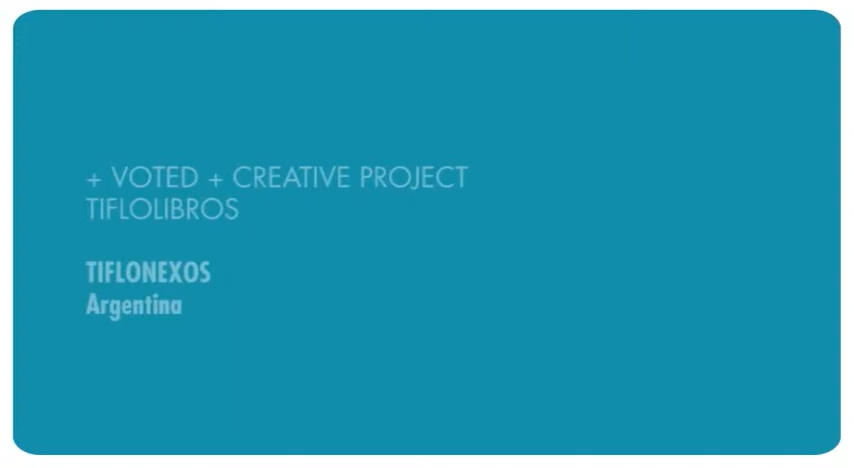 + VOTED + CREATIVE PROJECT
TIFLOLIBROS
TIFLONEXOS
Argentina